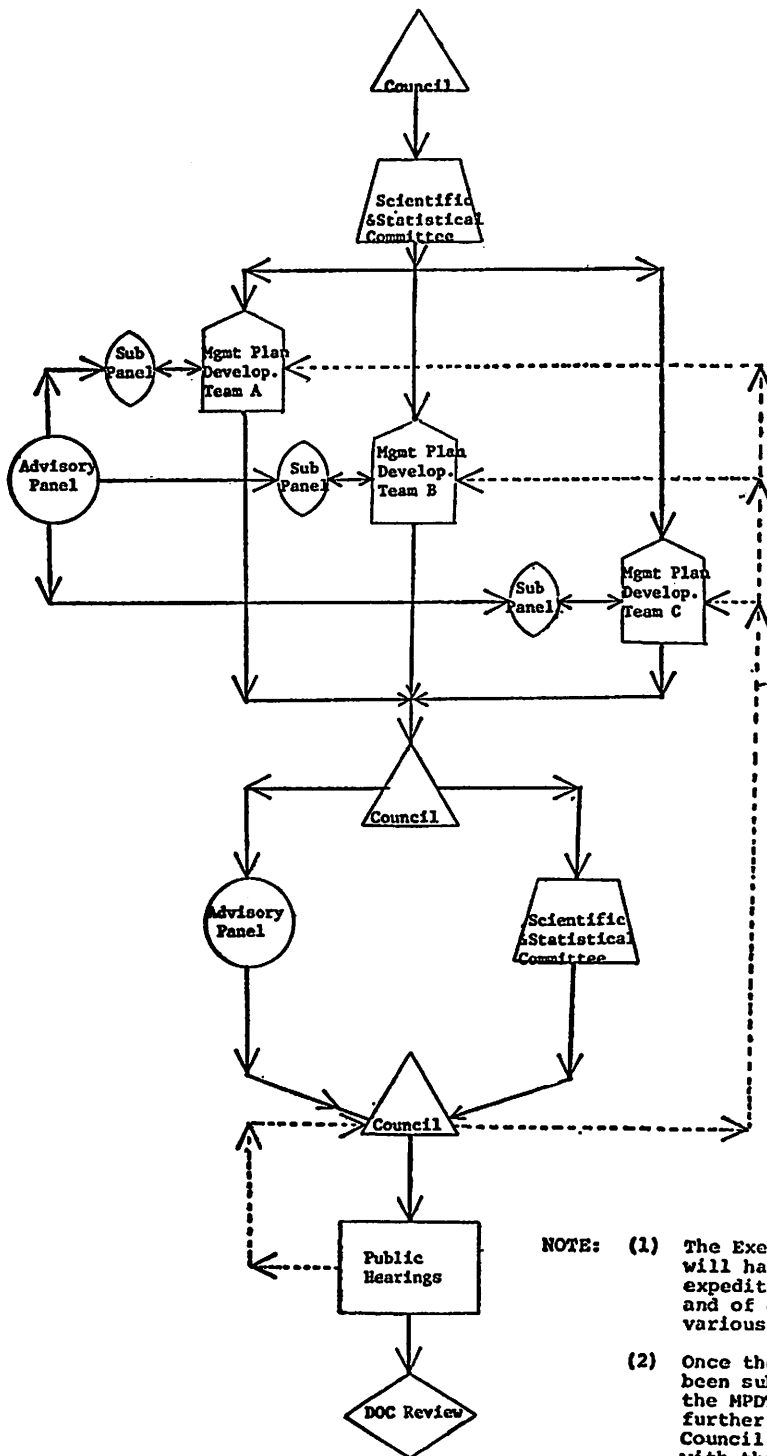 Council
Scientific
&Statistical
Committee
Sub
Panel
Mgmt Plan
Develop.
Team A
Advisory
Panel
Sub
Panel
Mgmt Plan
Develop.
Team B
Sub
Panel
Mgmt Plan
Develop.
Team C
Council
Advisory
Panel
Scientific
&Statistical
Committee
Council
Public
Hearings
DOC Review
NOTE: (1) The Exe
will ha
expedit
and of
various
(2) Once th
been su
the MPD
further
Council